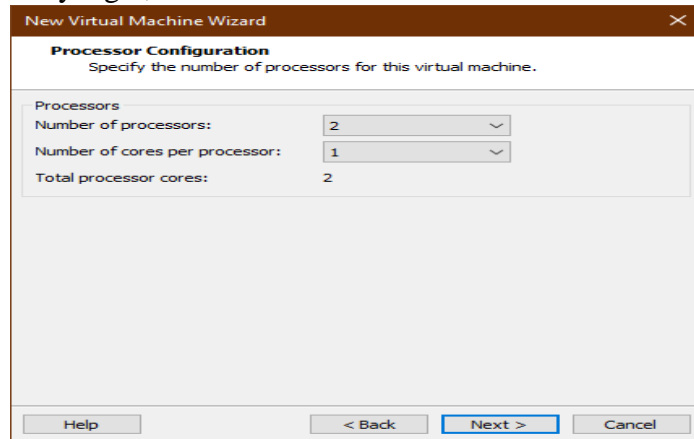 New Virtual Machine Wizard
Processor Configuration
Specify the number of processors for this virtual machine.
Processors
Number of processors: 2
Number of cores per processor: 1
Total processor cores: 2
Help < Back Next > Cancel